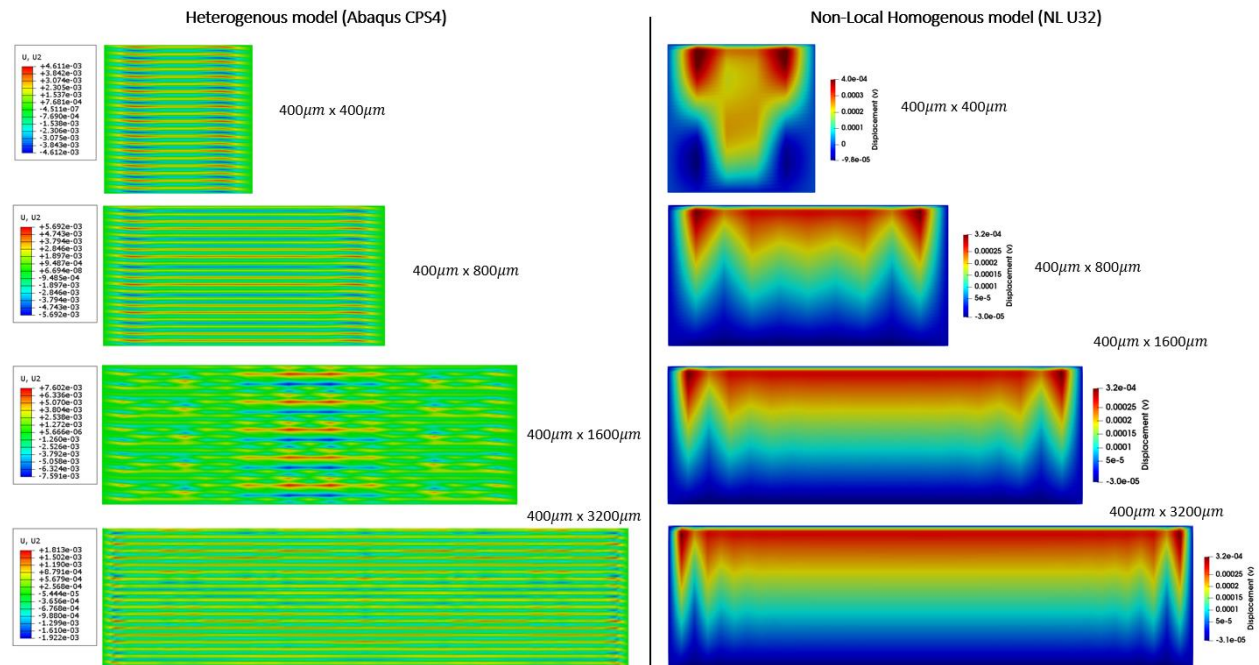 Heterogenous model (Abaqus CPS4)
Non-Local Homogenous model (NL U32)
U, U2
+4.611e-03
+3.842e-03
+3.074e-03
+2.305e-03
+1.537e-03
+7.681e-04
-4.511e-07
-7.690e-04
-1.538e-03
-2.306e-03
-3.075e-03
-3.843e-03
-4.612e-03
400μm x 400μm
4.0e-04
0.0003
0.0002
0.0001
0
-9.8e-05
Displacement (v)
400μm x 400μm
U, U2
+5.692e-03
+4.743e-03
+3.794e-03
+2.846e-03
+1.897e-03
+9.487e-04
+6.694e-08
-9.485e-04
-1.897e-03
-2.846e-03
-3.794e-03
-4.743e-03
-5.692e-03
400μm x 800μm
3.2e-04
0.00025
0.0002
0.00015
0.0001
5e-5
-3.0e-05
Displacement (v)
400μm x 800μm
U, U2
+7.602e-03
+6.336e-03
+5.070e-03
+3.804e-03
+2.538e-03
+1.272e-03
+5.666e-06
-1.260e-03
-2.526e-03
-3.792e-03
-5.058e-03
-6.324e-03
-7.591e-03
400μm x 1600μm
400μm x 1600μm
3.2e-04
0.00025
0.0002
0.00015
0.0001
5e-5
-3.0e-05
Displacement (v)
400μm x 3200μm
U, U2
+1.813e-03
+1.502e-03
+1.190e-03
+8.791e-04
+5.679e-04
+2.568e-04
-5.444e-05
-3.656e-04
-6.768e-04
-9.880e-04
-1.299e-03
-1.610e-03
-1.922e-03
400μm x 3200μm
3.2e-04
0.00025
0.0002
0.00015
0.0001
5e-5
-3.1e-05
Displacement (v)